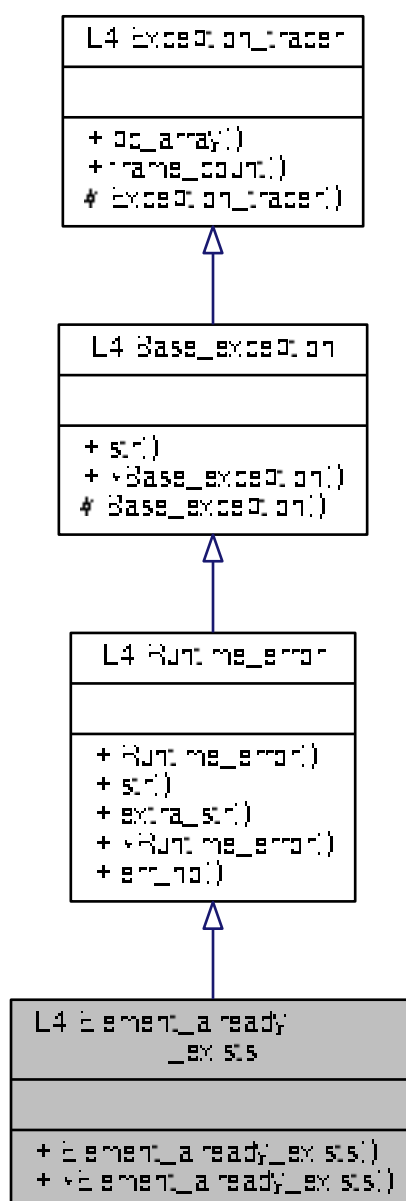 L4::Exception_tracer
+ pc_array()
+ frame_count()
# Exception_tracer()
L4::Base_exception
+ str()
+ ~Base_exception()
# Base_exception()
L4::Runtime_error
+ Runtime_error()
+ str()
+ extra_str()
+ ~Runtime_error()
+ err_no()
L4::Element_already
_exists
+ Element_already_exists()
+ ~Element_already_exists()